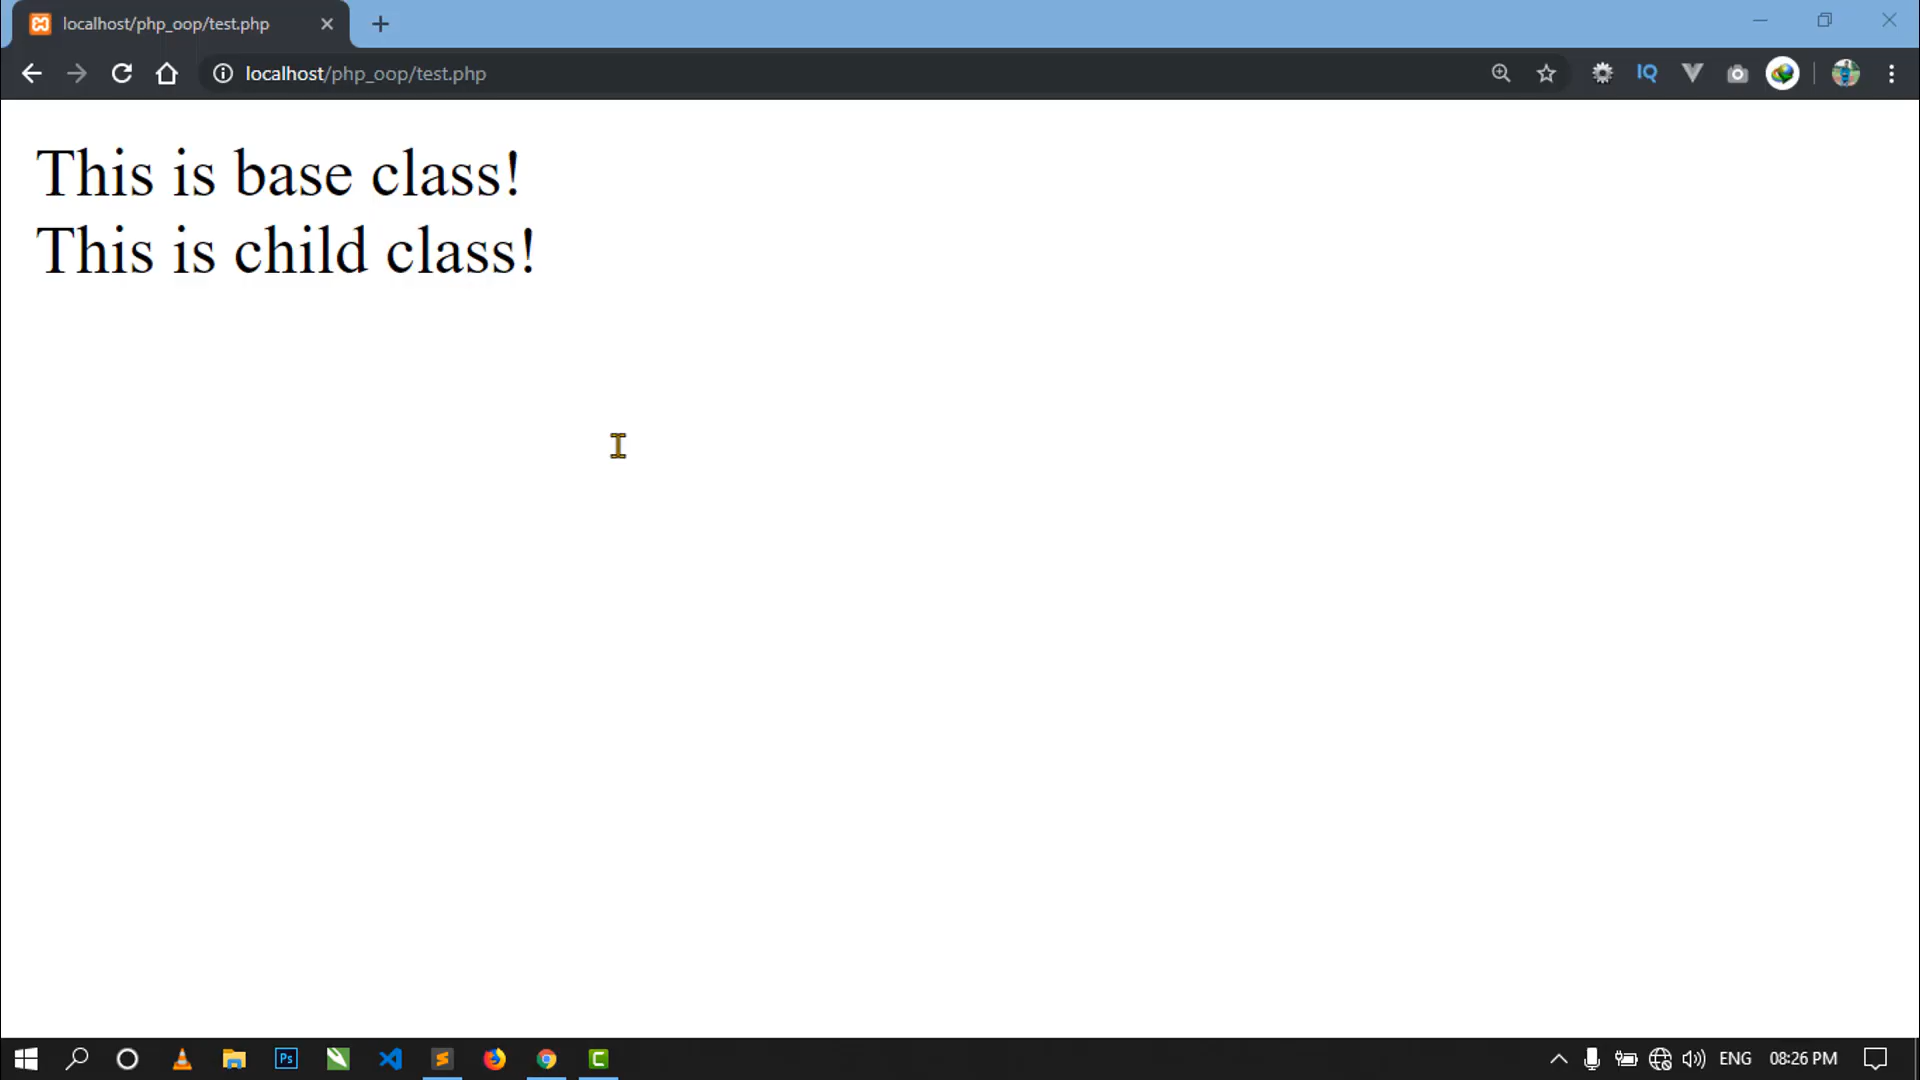 localhost/php_oop/test.php
localhost/php_oop/test.php
IQ
This is base class!
This is child class!
Ps
ENG
08:26 PM